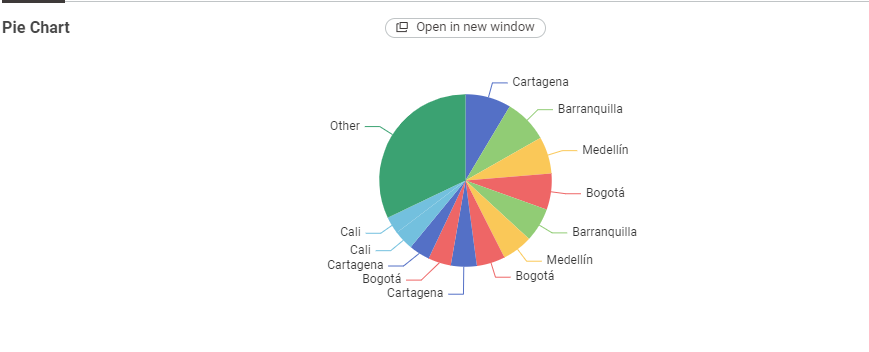 Pie Chart
Open in new window
Cartagena
Barranquilla
Other
Medellín
Bogotá
Cali
Barranquilla
Cali
Medellín
Cartagena
Bogotá
Bogotá
Cartagena